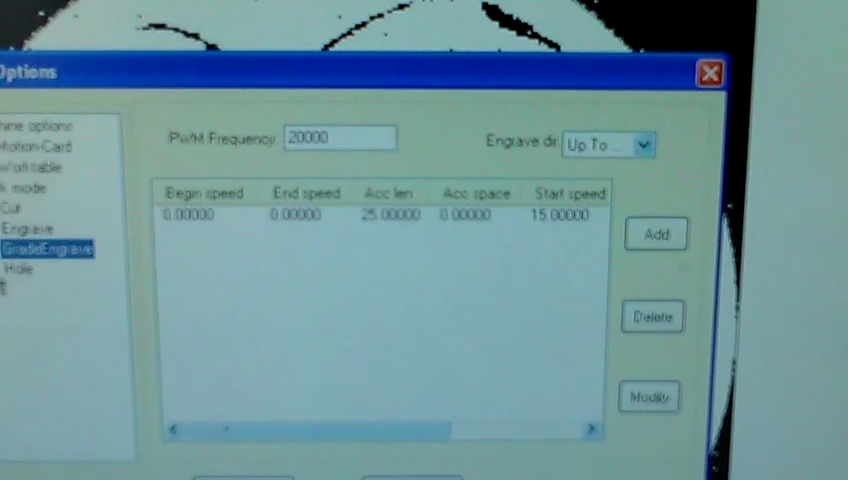 Options
hine options
Motion-Card
Worktable
k mode
Cut
Engrave
GradeEngrave
Hole
PWM Frequency 20000
Engrave dir Up To ...
Begin speed End speed Acc len Acc space Start speed
0.00000 0.00000 25.00000 0.00000 15.00000
Add
Delete
Modify